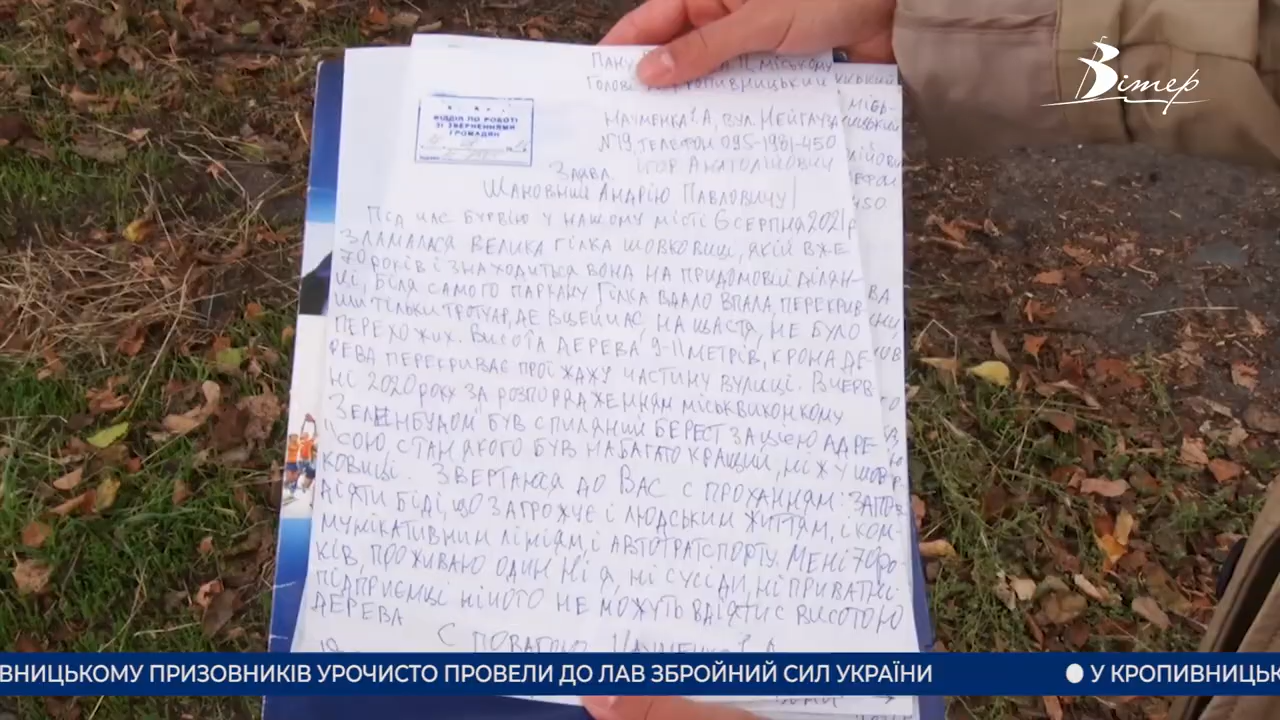 Вітер
Пану міському
Голові Кропивницький
ВІДДІЛ ПО РОБОТІ
ЗІ ЗВЕРНЕННЯМИ
ГРОМАДЯН
Науменка І.А, вул. Нейгауза
№19, телефон 095-1981-450
Ігор Анатолійович
Заява
Шановний Андрію Павловичу!
Під час буревію у нашому місті 6 серпня 2021 р
зламалася велика гілка шовковиці, якій вже
70 років і знаходиться вона на придомовій ділян-
ці, біля самого паркану. Гілка вдало впала, перекрив-
ши тільки тротуар, де в цей час, на щастя, не було
перехожих. Висота дерева 9-11 метрів, крона де-
рева перекриває проїжджу частину вулиці. В черв-
ні 2020 року за розпорядженням міськвиконкому
"Зеленбудом" був спиляний берест за цією адре-
сою, стан якого був набагато кращий, ніж у шов-
ковиці. Звертаюся до Вас с проханням: запо-
діяти біді, що загрожує і людським життям, і ком-
мунікативним лініям, і автотранспорту. Мені 70 ро-
ків, проживаю один. Ні я, ні сусіди, ні приватні
підприємці нічого не можуть вдіяти с висотою
дерева
С повагою Науменко І.А.
ВНИЦЬКОМУ ПРИЗОВНИКІВ УРОЧИСТО ПРОВЕЛИ ДО ЛАВ ЗБРОЙНИЙ СИЛ УКРАЇНИ
У КРОПИВНИЦЬК